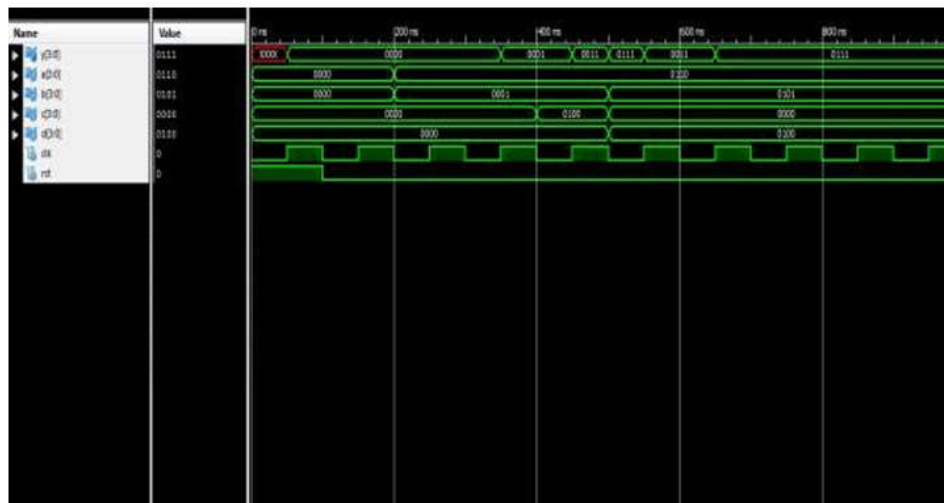 Name Value 0 ns 200 ns 400 ns 600 ns 800 ns
y[3:0] 0111 XXXX 0000 0001 0011 0111 0011 0111
a[3:0] 0110 0000 0100
b[3:0] 0101 0000 0001 0101
c[3:0] 0000 0000 0100 0000
d[3:0] 0100 0000 0100
clk 0
rst 0